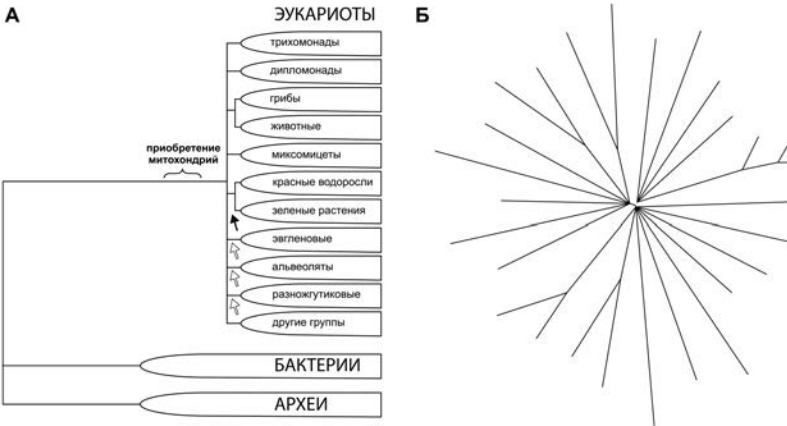 А
ЭУКАРИОТЫ
трихомонады
дипломонады
грибы
животные
приобретение
митохондрий
миксомицеты
красные водоросли
зеленые растения
эвгленовые
альвеоляты
разножгутиковые
другие группы
БАКТЕРИИ
АРХЕИ
Б